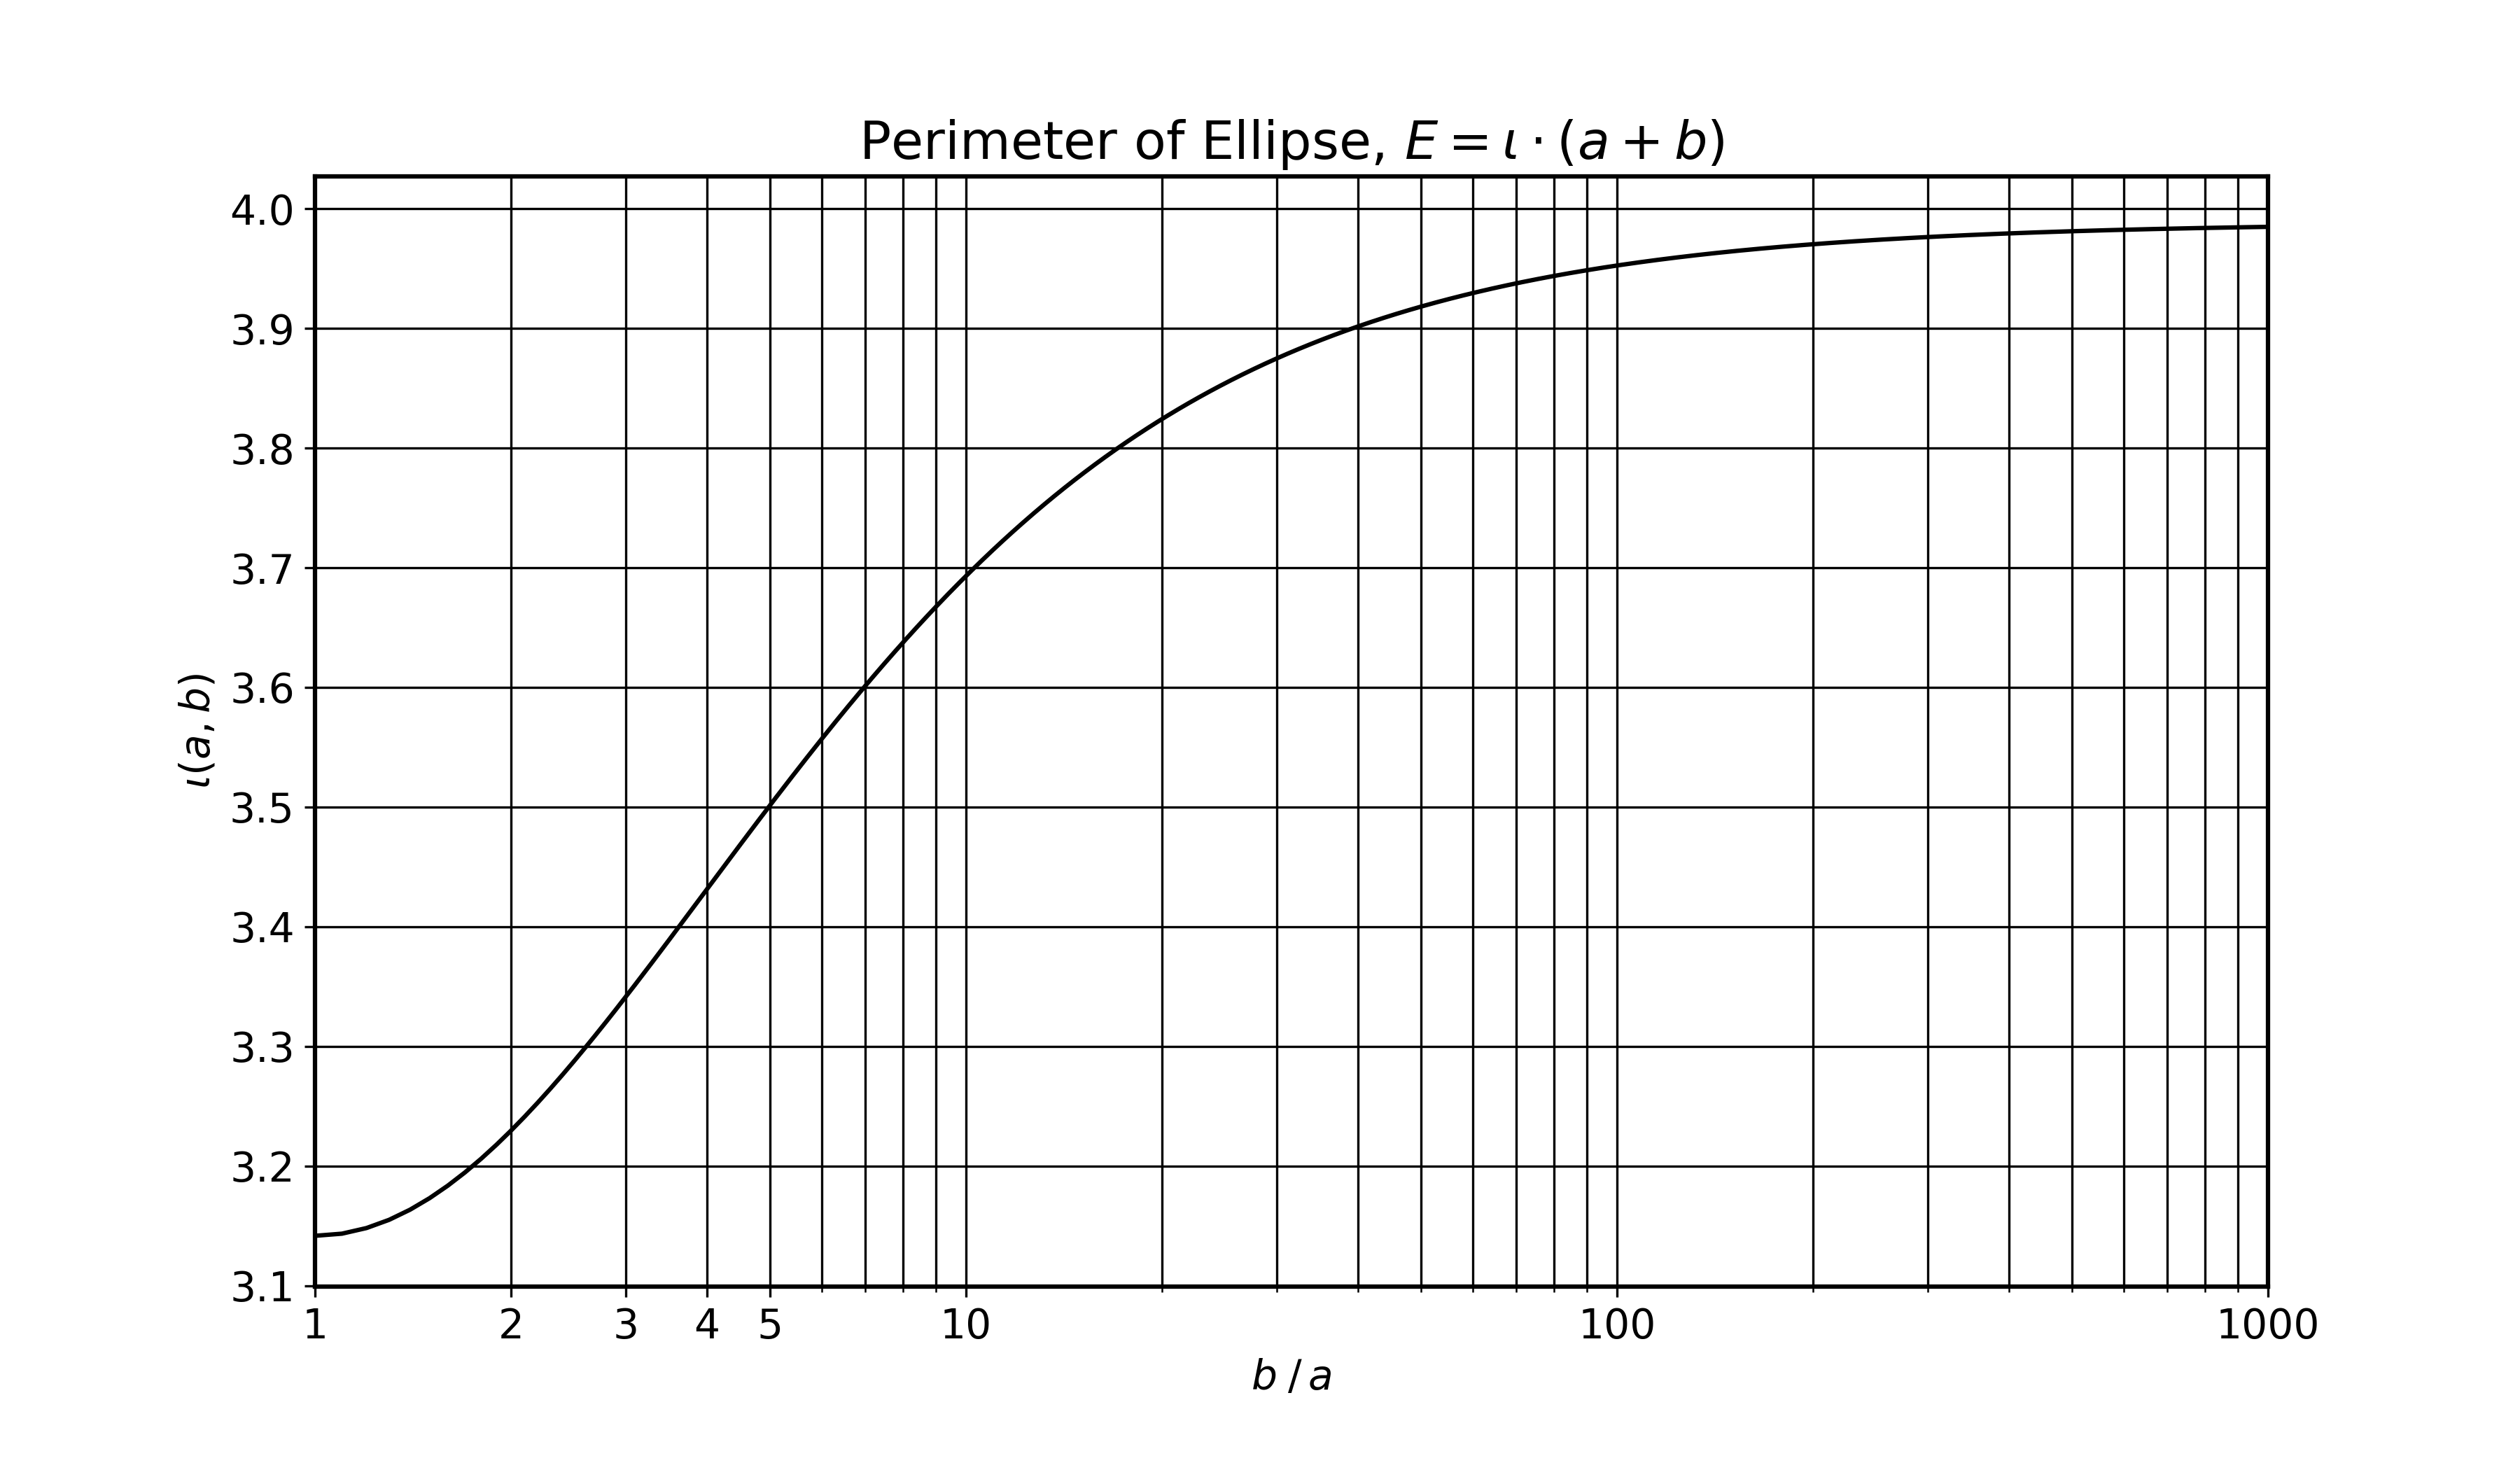 Perimeter of Ellipse, E = ι · (a + b)
4.0
3.9
3.8
3.7
3.6
3.5
3.4
3.3
3.2
3.1
ι(a, b)
1 2 3 4 5 10 100 1000
b / a